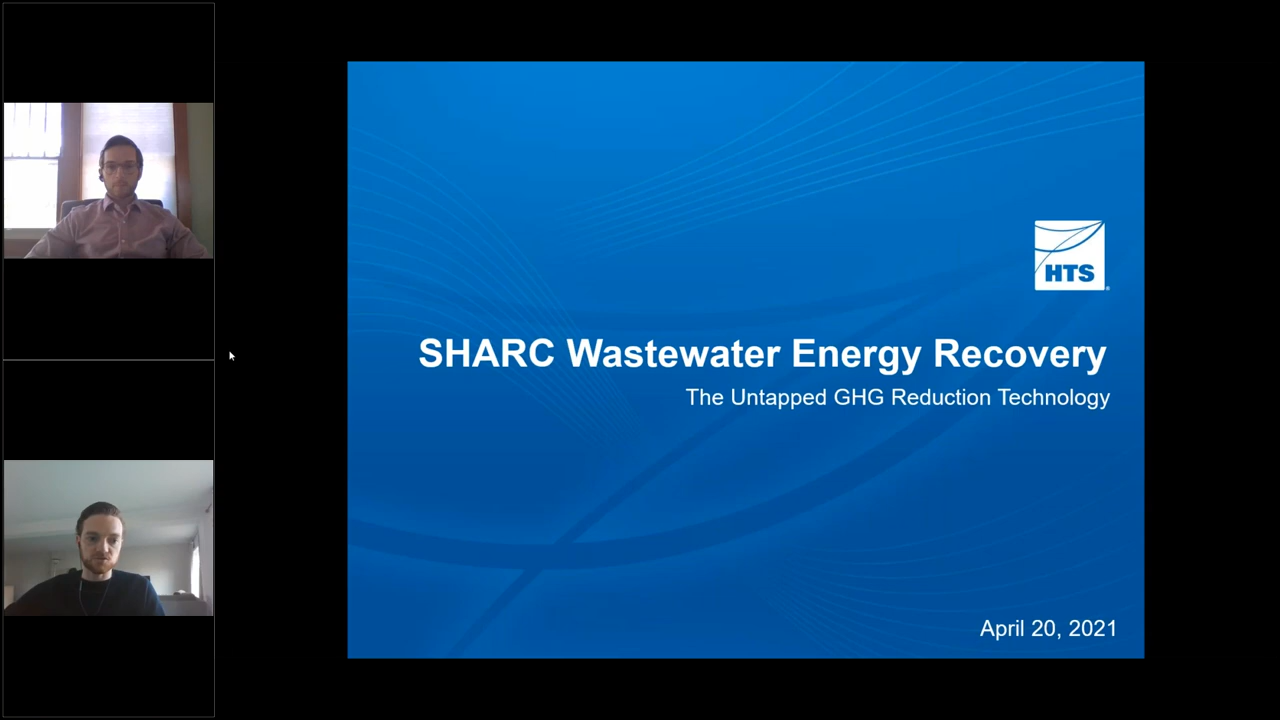 HTS
SHARC Wastewater Energy Recovery
The Untapped GHG Reduction Technology
April 20, 2021